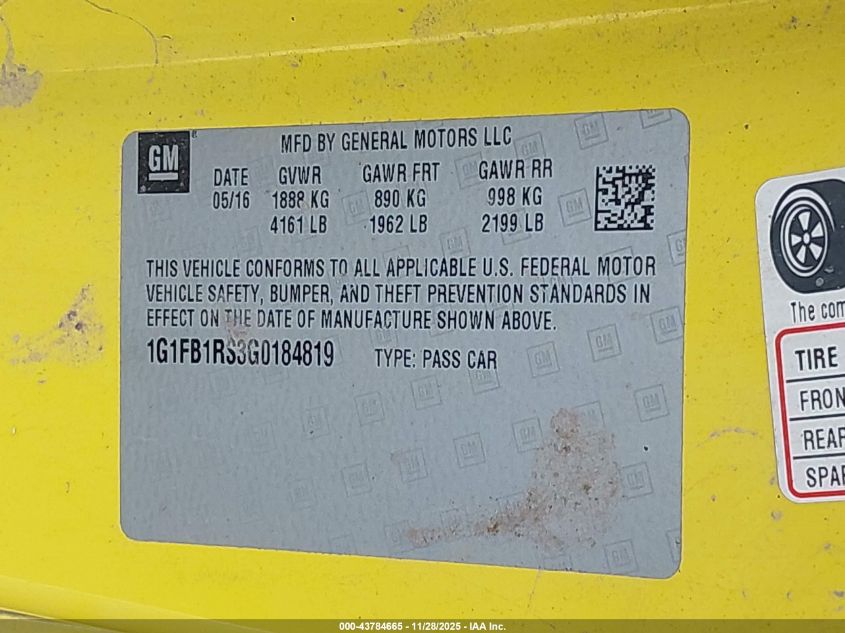 GM
MFD BY GENERAL MOTORS LLC
DATE GVWR GAWR FRT GAWR RR
05/16 1888 KG 890 KG 998 KG
4161 LB 1962 LB 2199 LB
THIS VEHICLE CONFORMS TO ALL APPLICABLE U.S. FEDERAL MOTOR
VEHICLE SAFETY, BUMPER, AND THEFT PREVENTION STANDARDS IN
EFFECT ON THE DATE OF MANUFACTURE SHOWN ABOVE.
1G1FB1RS3G0184819 TYPE: PASS CAR
The com
TIRE
FRON
REAR
SPAR
000-43784665 - 11/28/2025 - IAA Inc.